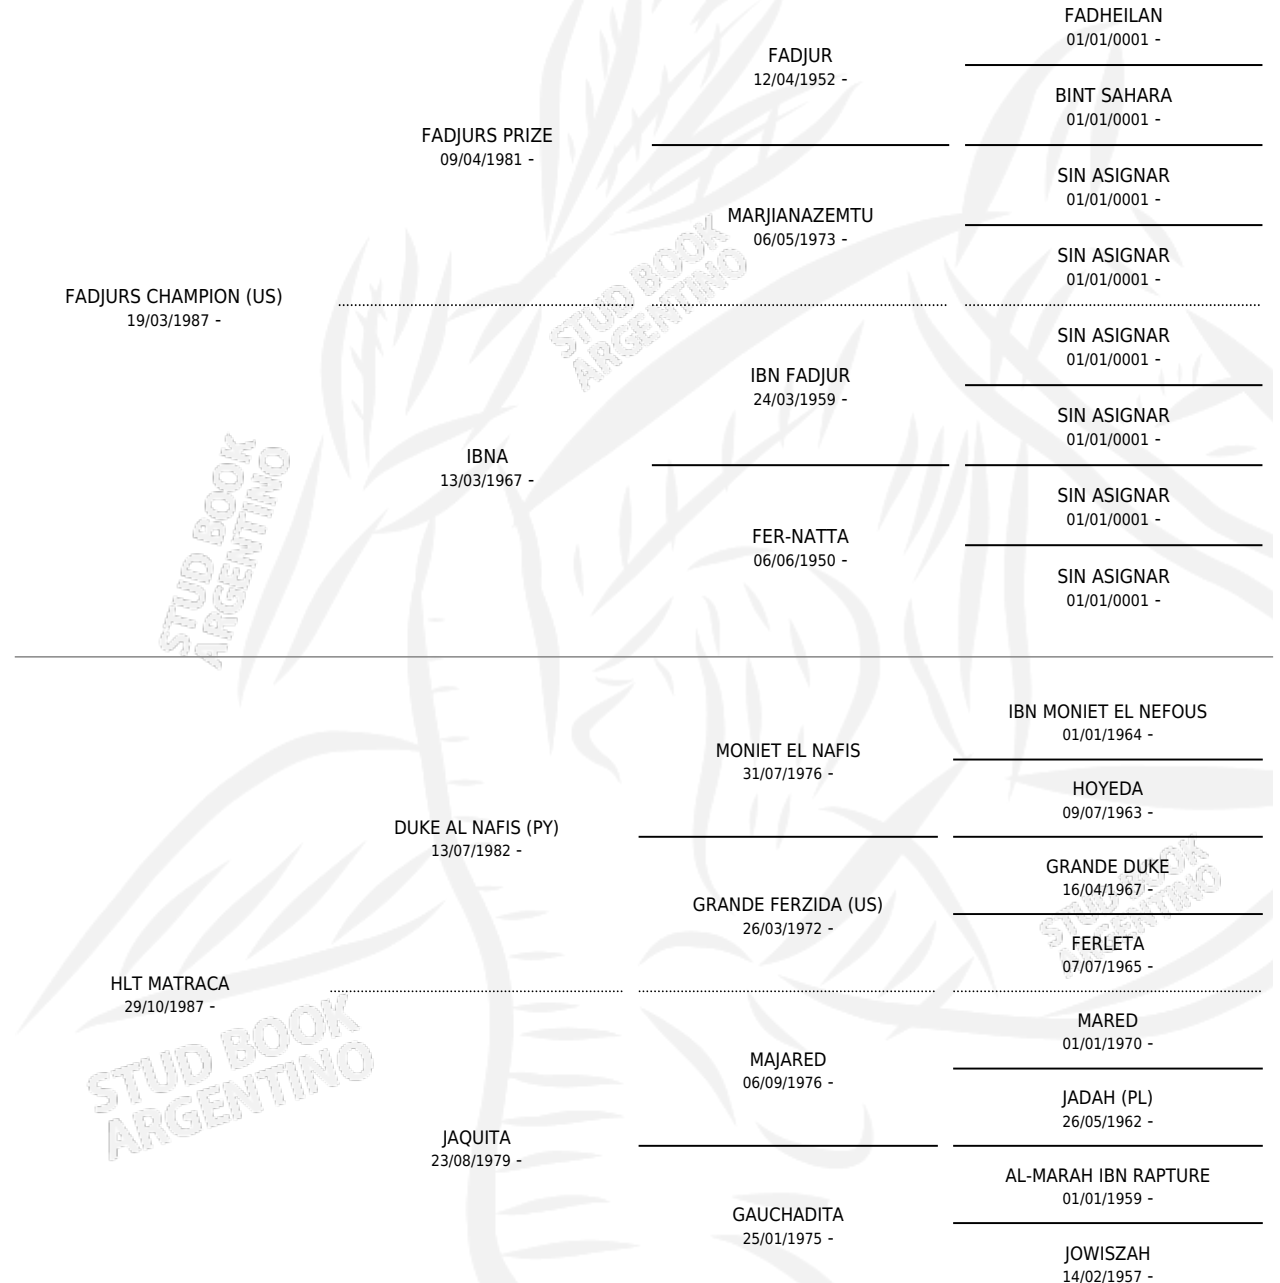 FADHEILAN
01/01/0001 -
FADJUR
12/04/1952 -
BINT SAHARA
01/01/0001 -
FADJURS PRIZE
09/04/1981 -
SIN ASIGNAR
01/01/0001 -
MARJIANAZEMTU
06/05/1973 -
SIN ASIGNAR
01/01/0001 -
FADJURS CHAMPION (US)
19/03/1987 -
STUD BOOK
ARGENTINO
SIN ASIGNAR
01/01/0001 -
IBN FADJUR
24/03/1959 -
SIN ASIGNAR
01/01/0001 -
IBNA
13/03/1967 -
STUD BOOK
ARGENTINO
SIN ASIGNAR
01/01/0001 -
FER-NATTA
06/06/1950 -
SIN ASIGNAR
01/01/0001 -
IBN MONIET EL NEFOUS
01/01/1964 -
MONIET EL NAFIS
31/07/1976 -
HOYEDA
09/07/1963 -
DUKE AL NAFIS (PY)
13/07/1982 -
GRANDE DUKE
16/04/1967 -
STUD BOOK
ARGENTINO
GRANDE FERZIDA (US)
26/03/1972 -
FERLETA
07/07/1965 -
HLT MATRACA
29/10/1987 -
STUD BOOK
ARGENTINO
MARED
01/01/1970 -
MAJARED
06/09/1976 -
JADAH (PL)
26/05/1962 -
JAQUITA
23/08/1979 -
AL-MARAH IBN RAPTURE
01/01/1959 -
GAUCHADITA
25/01/1975 -
JOWISZAH
14/02/1957 -